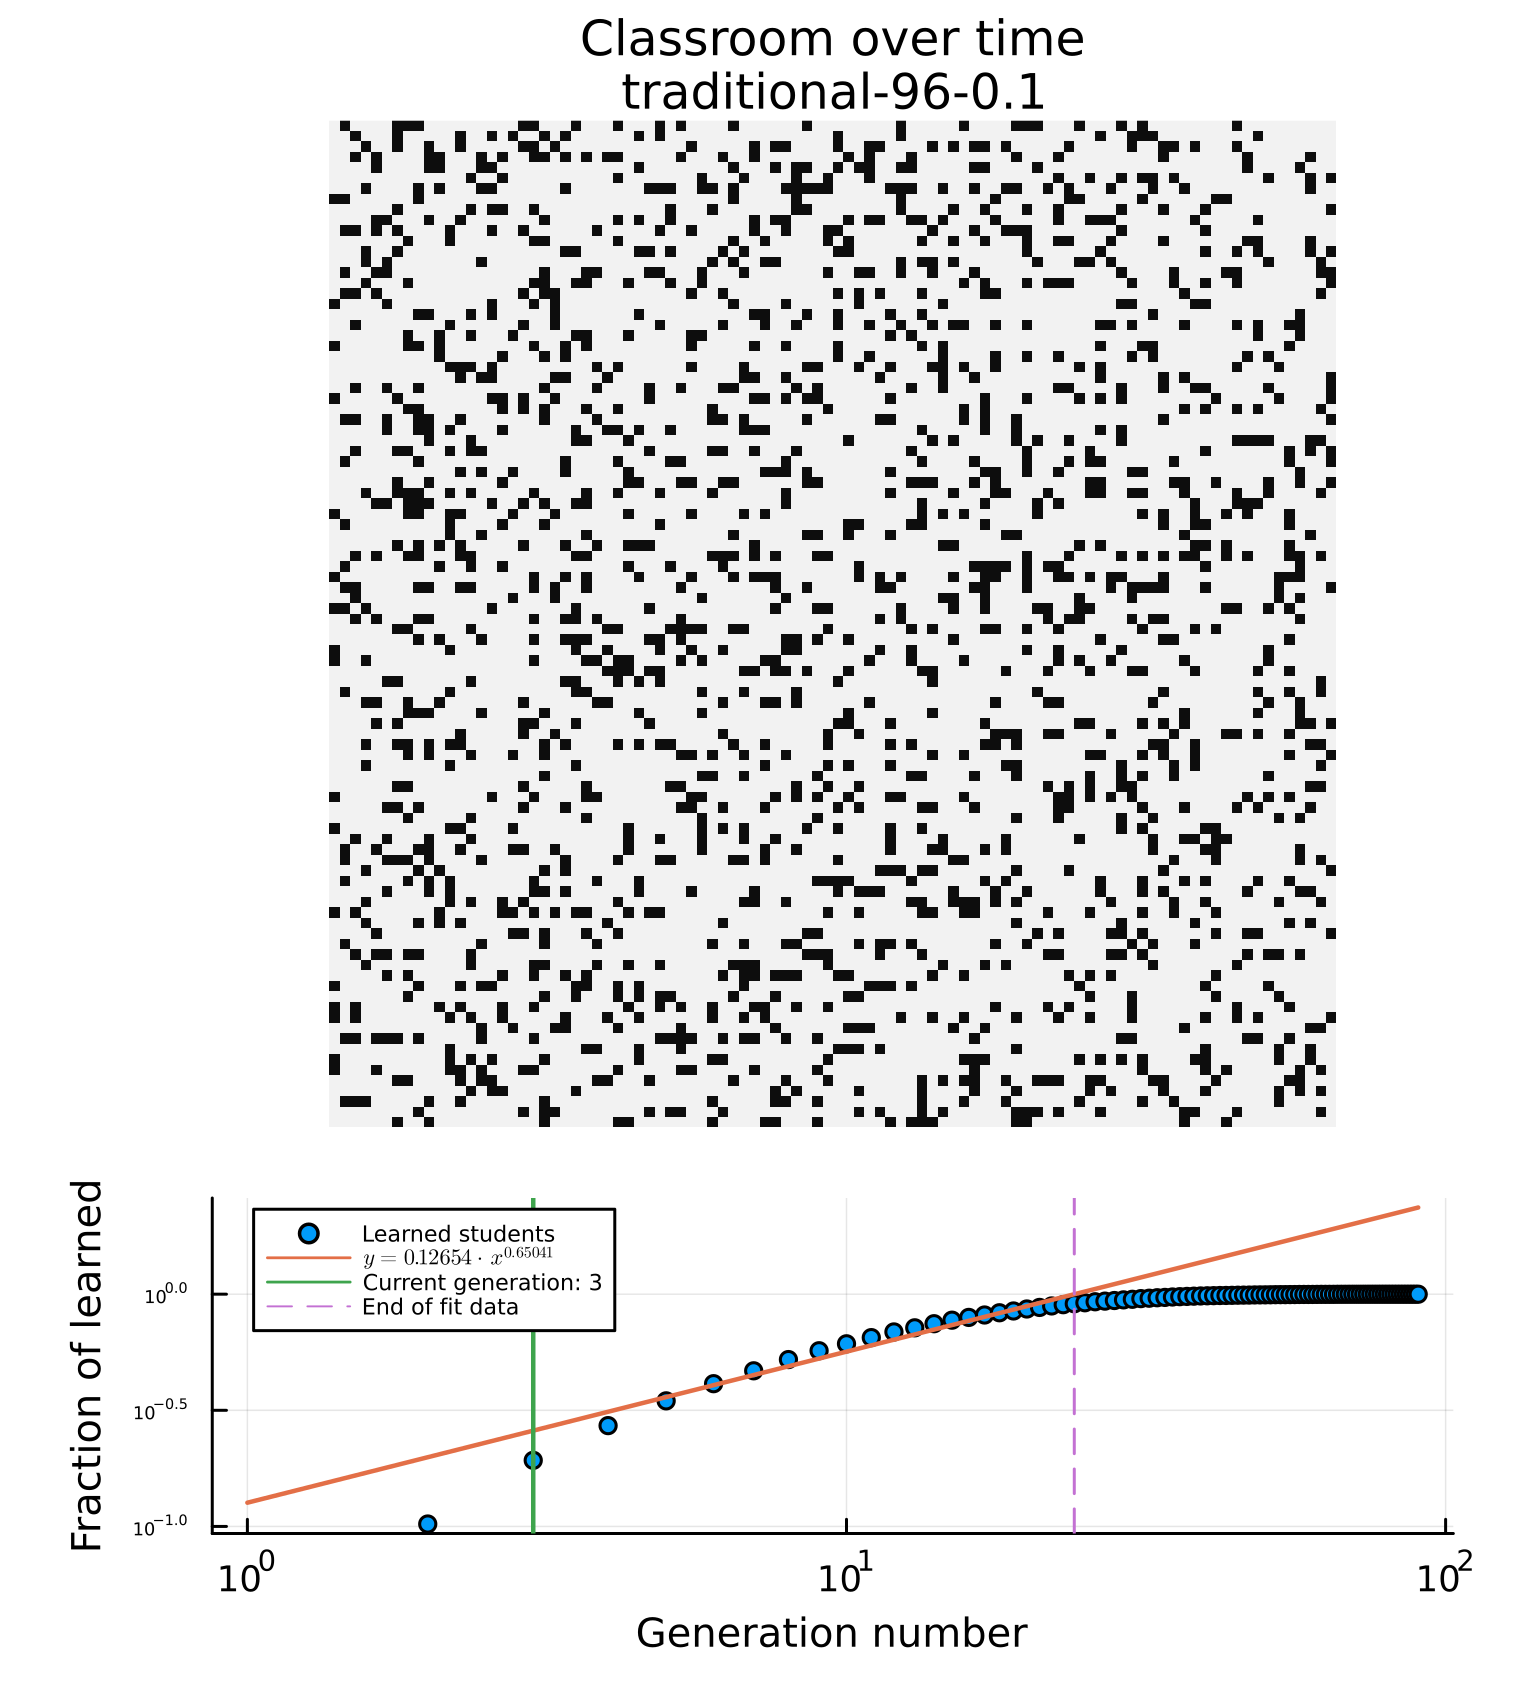 Classroom over time
traditional-96-0.1
Fraction of learned
Learned students
y = 0.12654 · x^0.65041
Current generation: 3
End of fit data
10^0.0
10^−0.5
10^−1.0
10^0
10^1
10^2
Generation number